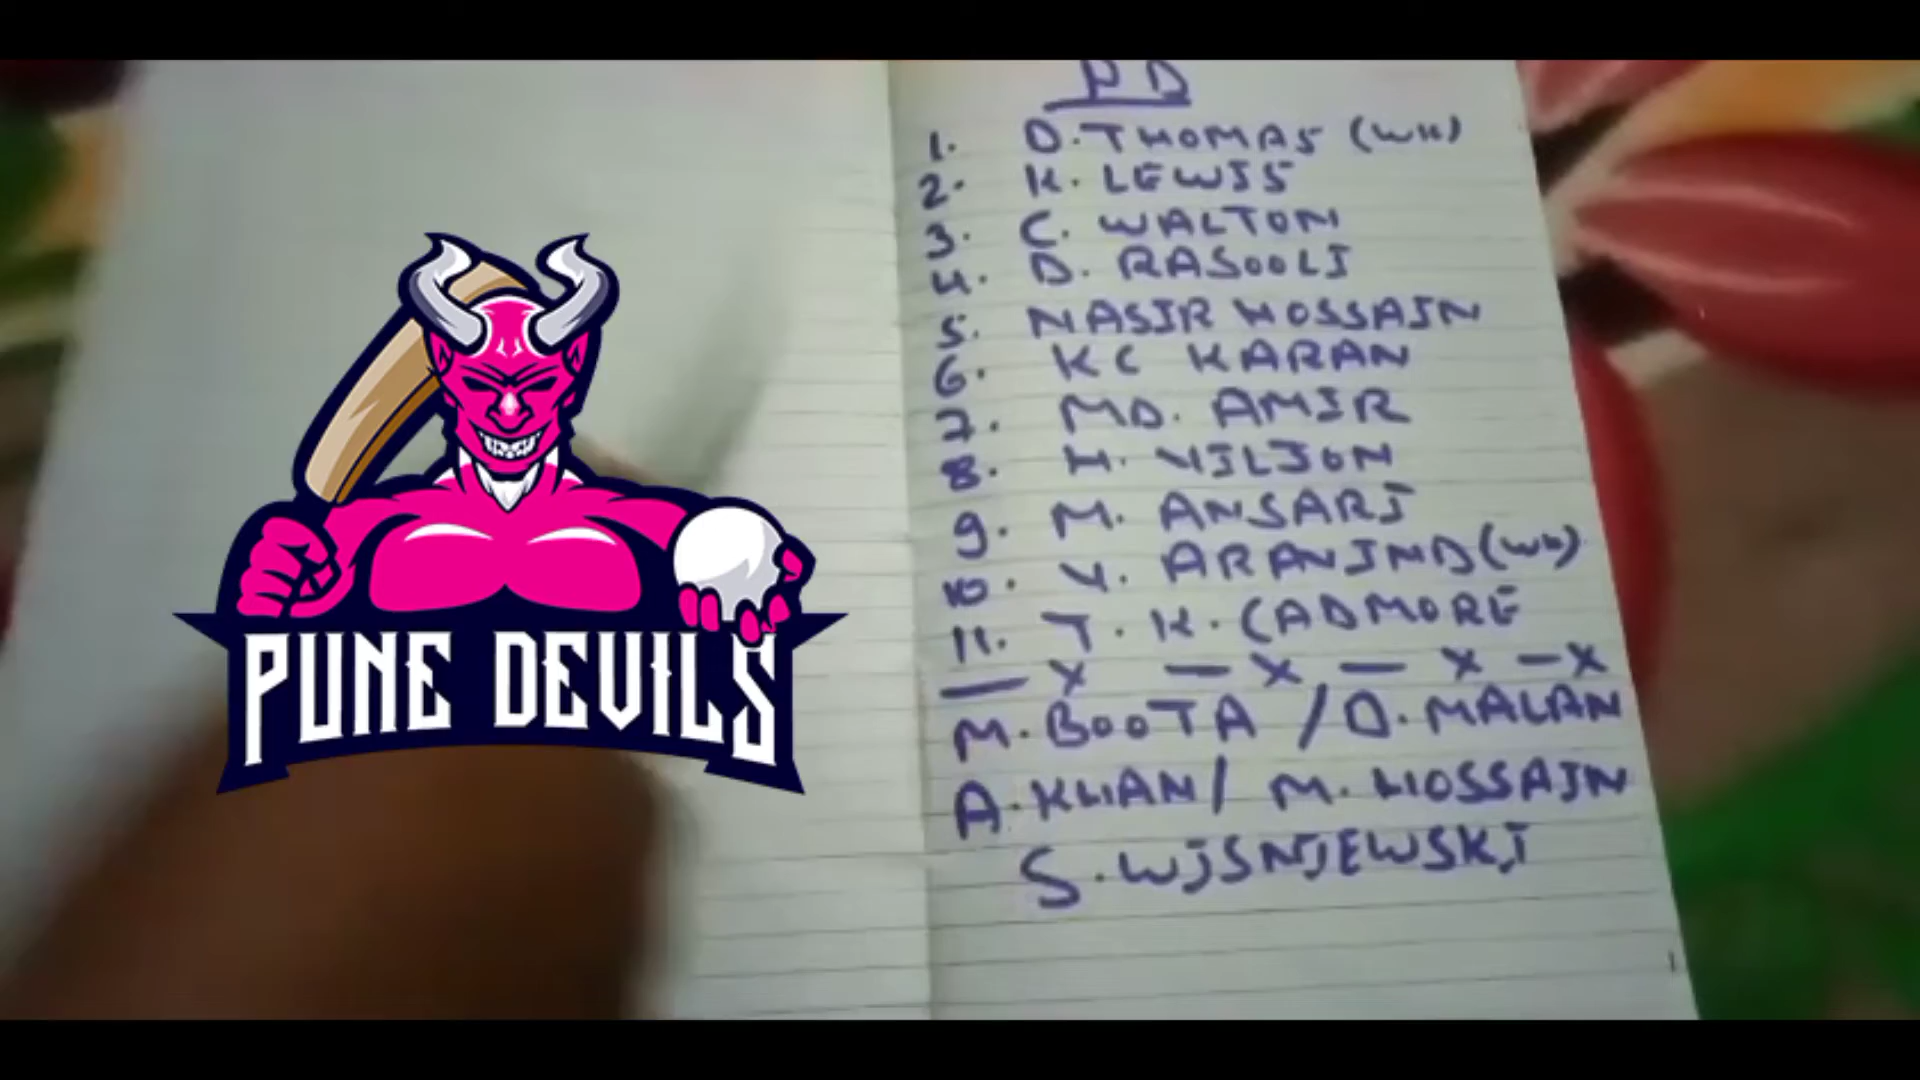 PUNE DEVILS
PD
1. D. THOMAS (WK)
2. K. LEWIS
3. C. WALTON
4. D. RASOOLI
5. NASIR HOSSAIN
6. KC KARAN
7. MD. AMIR
8. H. VILJON
9. M. ANSARI
10. V. ARAVIND (WK)
11. T. K. CADMORE
— X — X — X — X
M. BOOTA / D. MALAN
A. KHAN / M. HOSSAIN
S. WISNIEWSKI